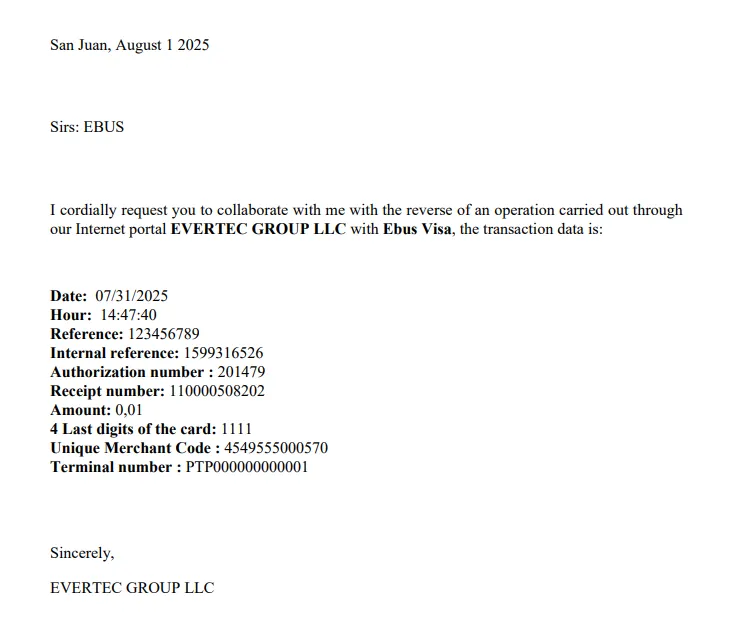 San Juan, August 1 2025
Sirs: EBUS
I cordially request you to collaborate with me with the reverse of an operation carried out through
our Internet portal EVERTEC GROUP LLC with Ebus Visa, the transaction data is:
Date:  07/31/2025
Hour:  14:47:40
Reference: 123456789
Internal reference: 1599316526
Authorization number : 201479
Receipt number: 110000508202
Amount: 0,01
4 Last digits of the card: 1111
Unique Merchant Code : 4549555000570
Terminal number : PTP000000000001
Sincerely,
EVERTEC GROUP LLC